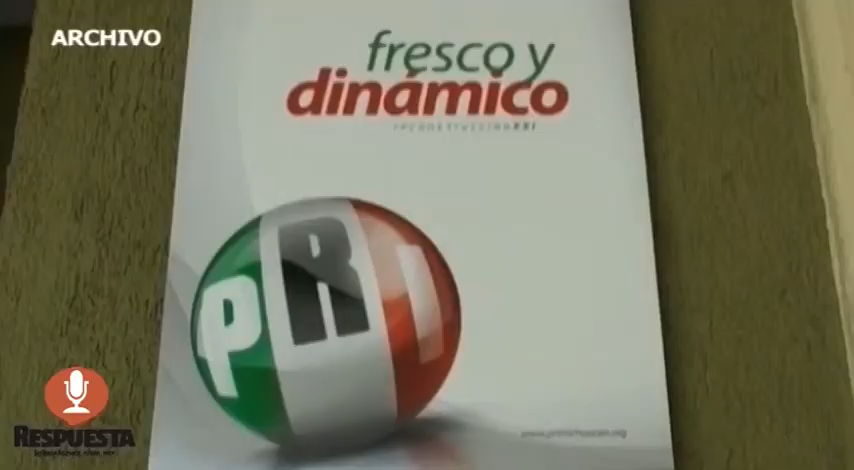 ARCHIVO
fresco y
dinámico
PRI
RESPUESTA